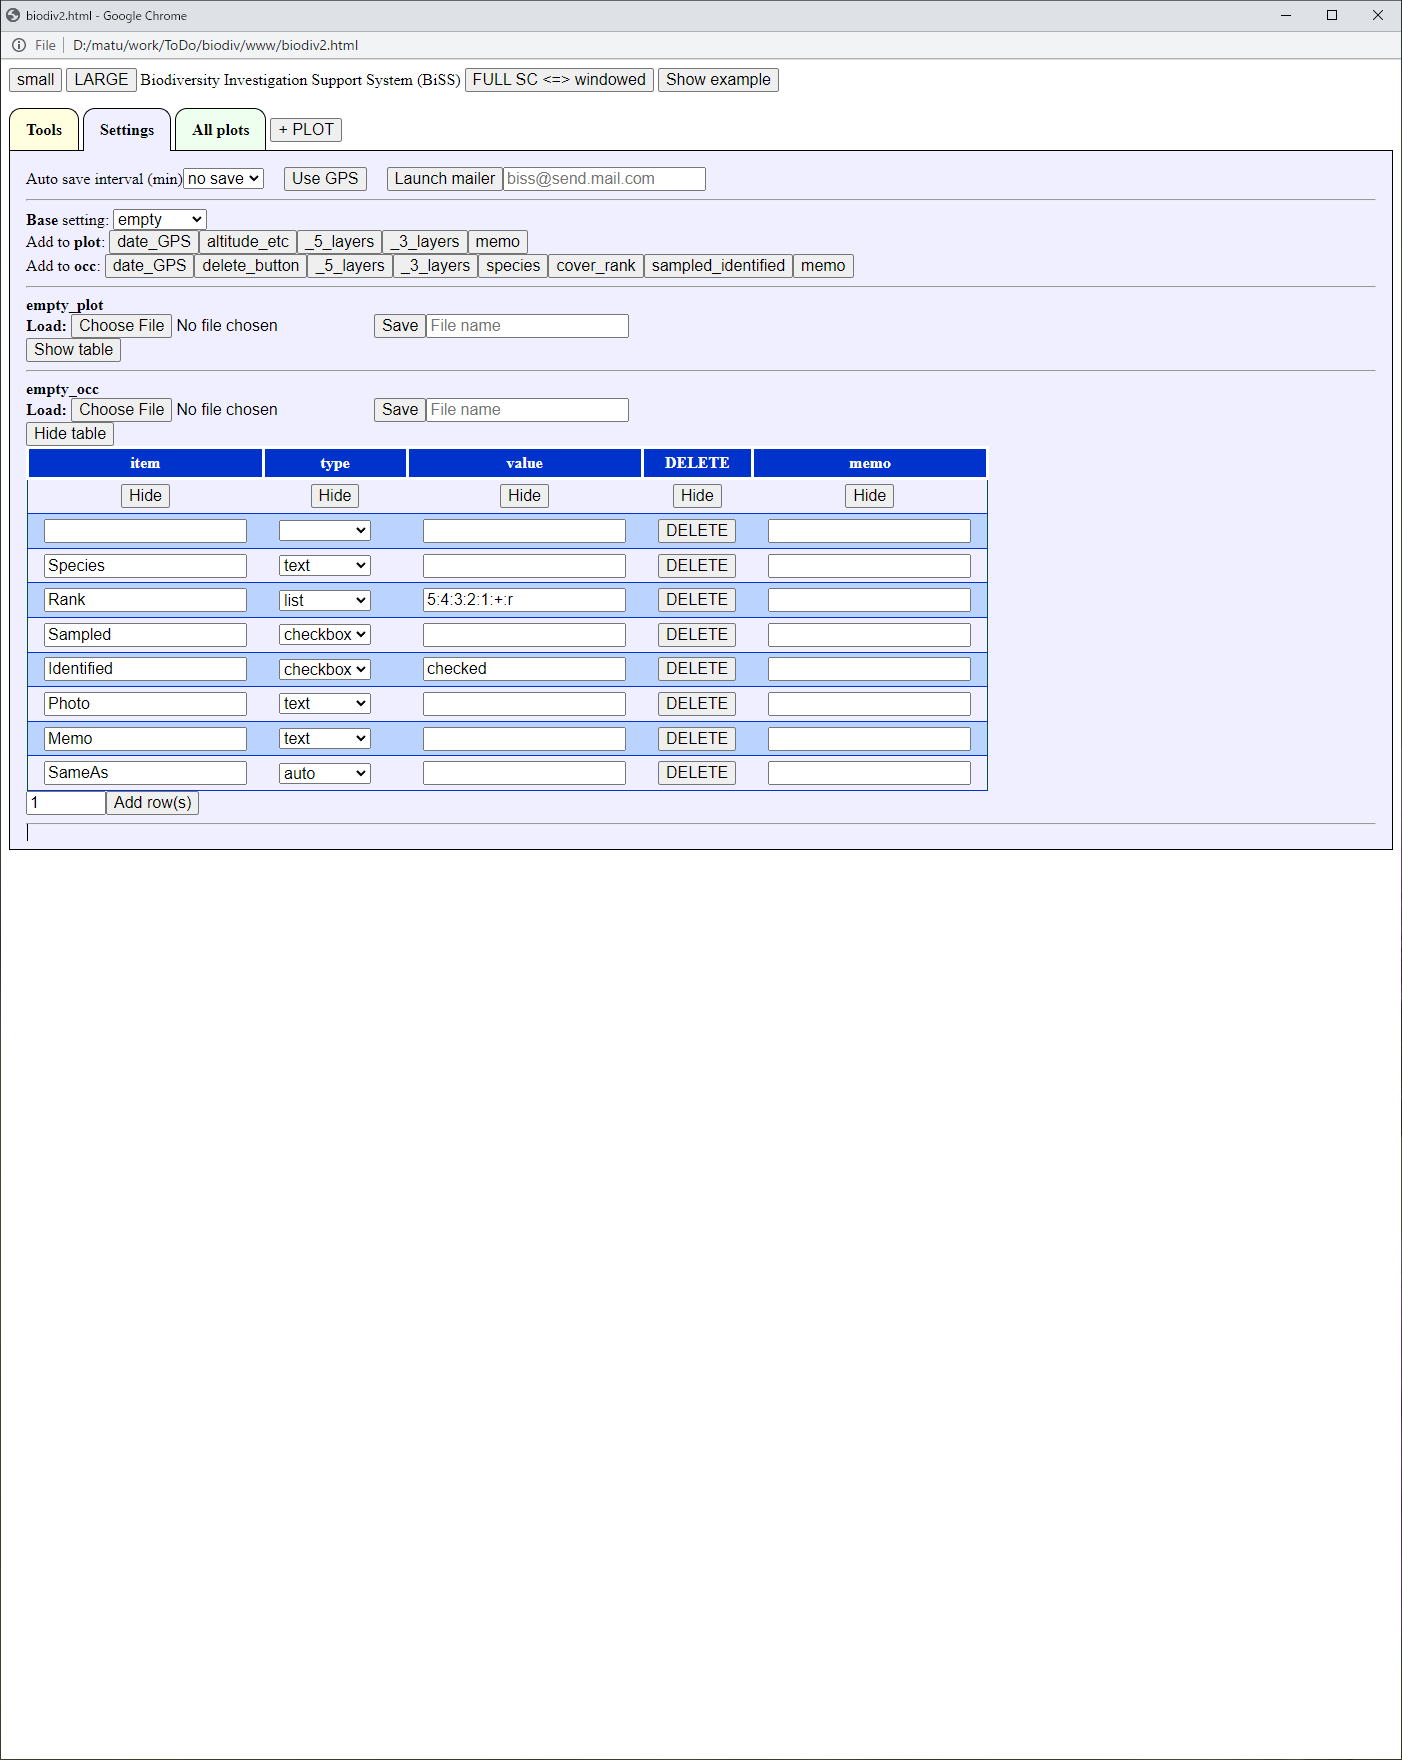 biodiv2.html - Google Chrome
File D:/matu/work/ToDo/biodiv/www/biodiv2.html
small LARGE Biodiversity Investigation Support System (BiSS) FULL SC <=> windowed Show example
Tools Settings All plots + PLOT
Auto save interval (min) no save Use GPS Launch mailer biss@send.mail.com
Base setting: empty
Add to plot: date_GPS altitude_etc _5_layers _3_layers memo
Add to occ: date_GPS delete_button _5_layers _3_layers species cover_rank sampled_identified memo
empty_plot
Load: Choose File No file chosen Save File name
Show table
empty_occ
Load: Choose File No file chosen Save File name
Hide table
item type value DELETE memo
Hide Hide Hide Hide Hide
DELETE
Species text DELETE
Rank list 5:4:3:2:1:+:r DELETE
Sampled checkbox DELETE
Identified checkbox checked DELETE
Photo text DELETE
Memo text DELETE
SameAs auto DELETE
1 Add row(s)